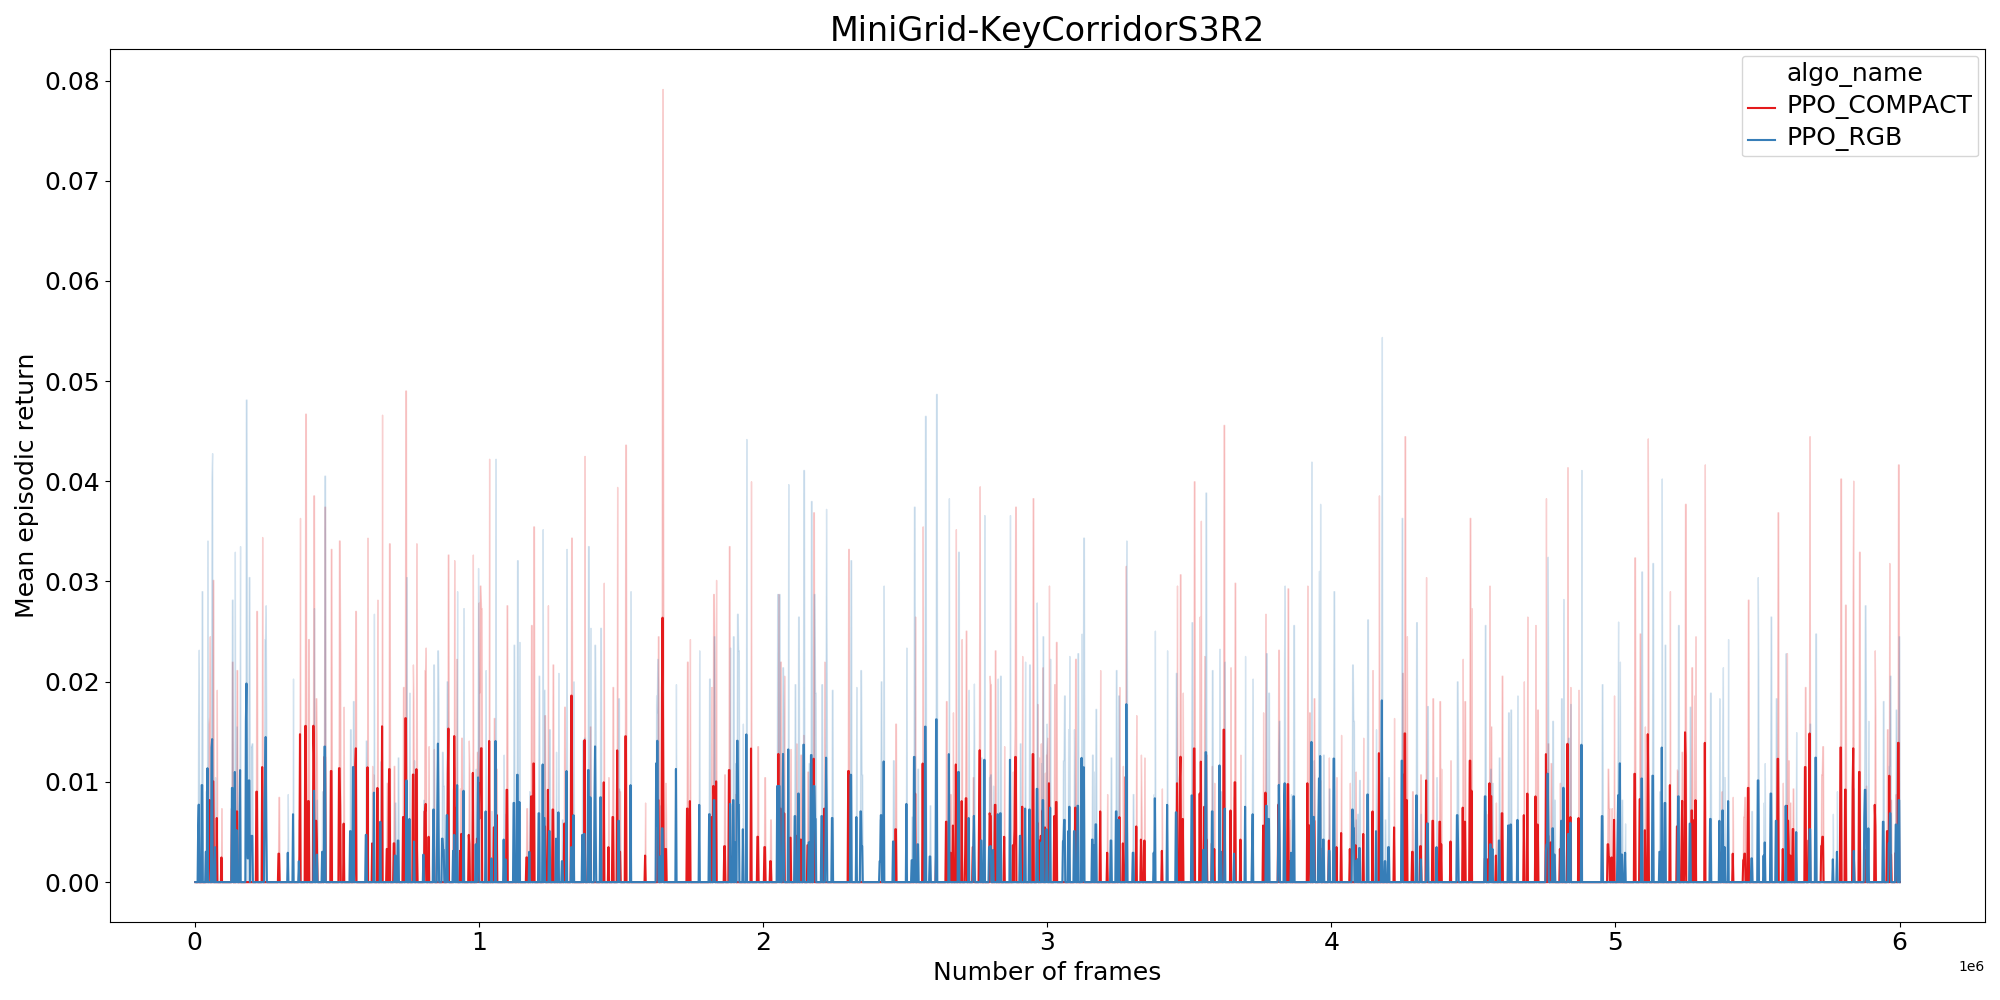 MiniGrid-KeyCorridorS3R2
algo_name
PPO_COMPACT
PPO_RGB
Mean episodic return
0.08
0.07
0.06
0.05
0.04
0.03
0.02
0.01
0.00
0 1 2 3 4 5 6
Number of frames
1e6